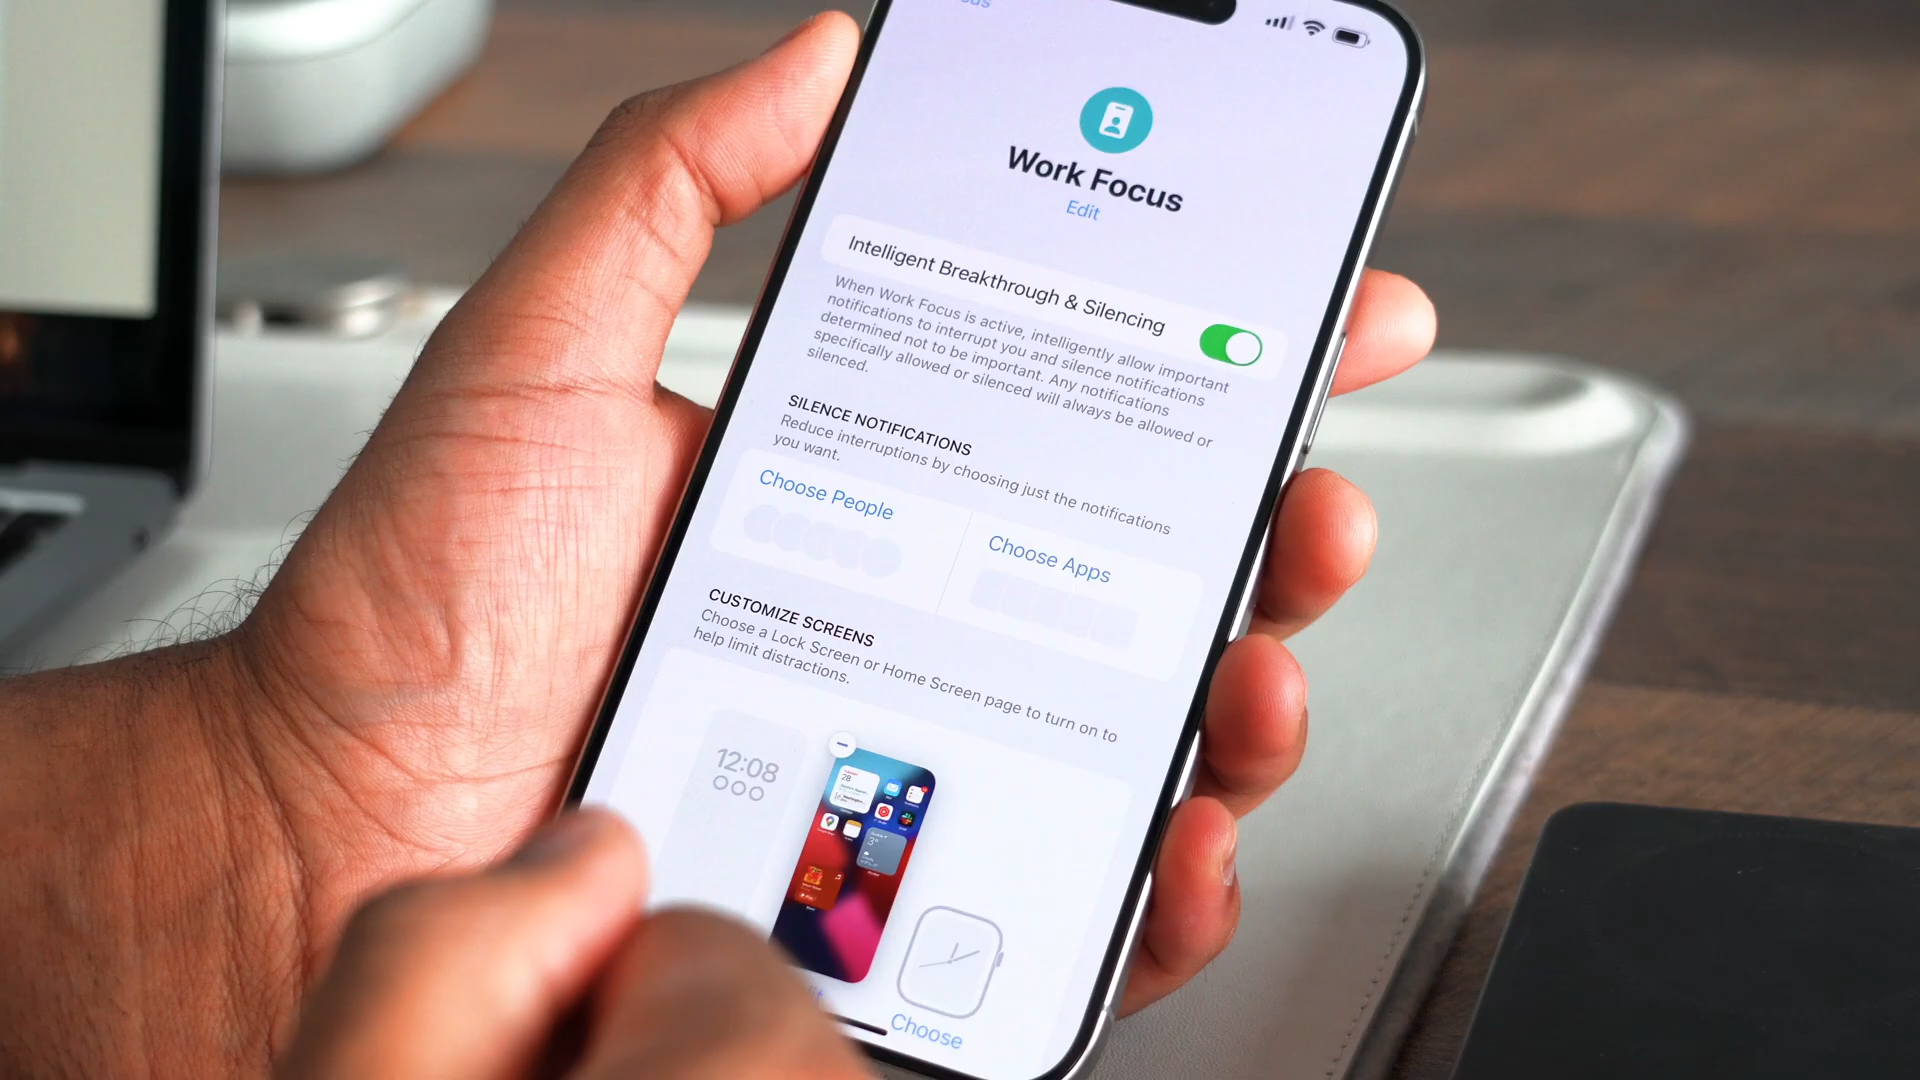 Work Focus
Edit
Intelligent Breakthrough & Silencing
When Work Focus is active, intelligently allow important
notifications to interrupt you and silence notifications
determined not to be important. Any notifications
specifically allowed or silenced will always be allowed or
silenced.
SILENCE NOTIFICATIONS
Reduce interruptions by choosing just the notifications
you want.
Choose People
Choose Apps
CUSTOMIZE SCREENS
Choose a Lock Screen or Home Screen page to turn on to
help limit distractions.
12:08
28
3°
Choose